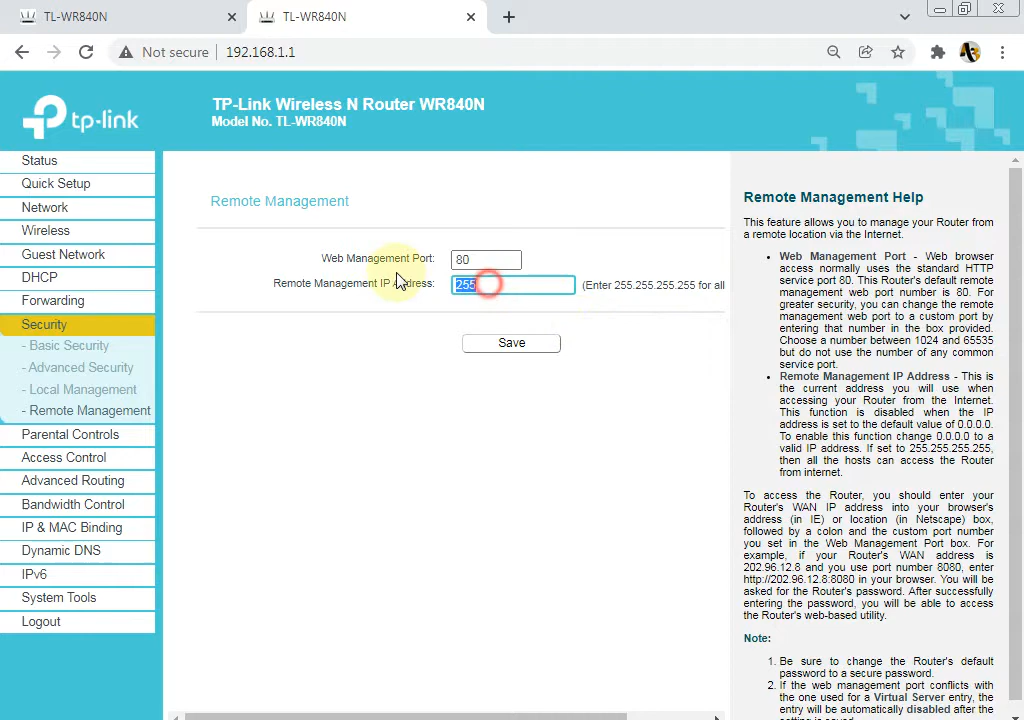 TL-WR840N
TL-WR840N
Not secure
192.168.1.1
tp-link
TP-Link Wireless N Router WR840N
Model No. TL-WR840N
Status
Quick Setup
Network
Wireless
Guest Network
DHCP
Forwarding
Security
- Basic Security
- Advanced Security
- Local Management
- Remote Management
Parental Controls
Access Control
Advanced Routing
Bandwidth Control
IP & MAC Binding
Dynamic DNS
IPv6
System Tools
Logout
Remote Management
Web Management Port: 80
Remote Management IP Address: 255 (Enter 255.255.255.255 for all
Save
Remote Management Help
This feature allows you to manage your Router from
a remote location via the Internet.
• Web Management Port - Web browser
access normally uses the standard HTTP
service port 80. This Router's default remote
management web port number is 80. For
greater security, you can change the remote
management web port to a custom port by
entering that number in the box provided.
Choose a number between 1024 and 65535
but do not use the number of any common
service port.
• Remote Management IP Address - This is
the current address you will use when
accessing your Router from the Internet.
This function is disabled when the IP
address is set to the default value of 0.0.0.0.
To enable this function change 0.0.0.0 to a
valid IP address. If set to 255.255.255.255,
then all the hosts can access the Router
from internet.
To access the Router, you should enter your
Router's WAN IP address into your browser's
address (in IE) or location (in Netscape) box,
followed by a colon and the custom port number
you set in the Web Management Port box. For
example, if your Router's WAN address is
202.96.12.8 and you use port number 8080, enter
http://202.96.12.8:8080 in your browser. You will be
asked for the Router's password. After successfully
entering the password, you will be able to access
the Router's web-based utility.
Note:
1. Be sure to change the Router's default
password to a secure password.
2. If the web management port conflicts with
the one used for a Virtual Server entry, the
entry will be automatically disabled after the
setting is saved.